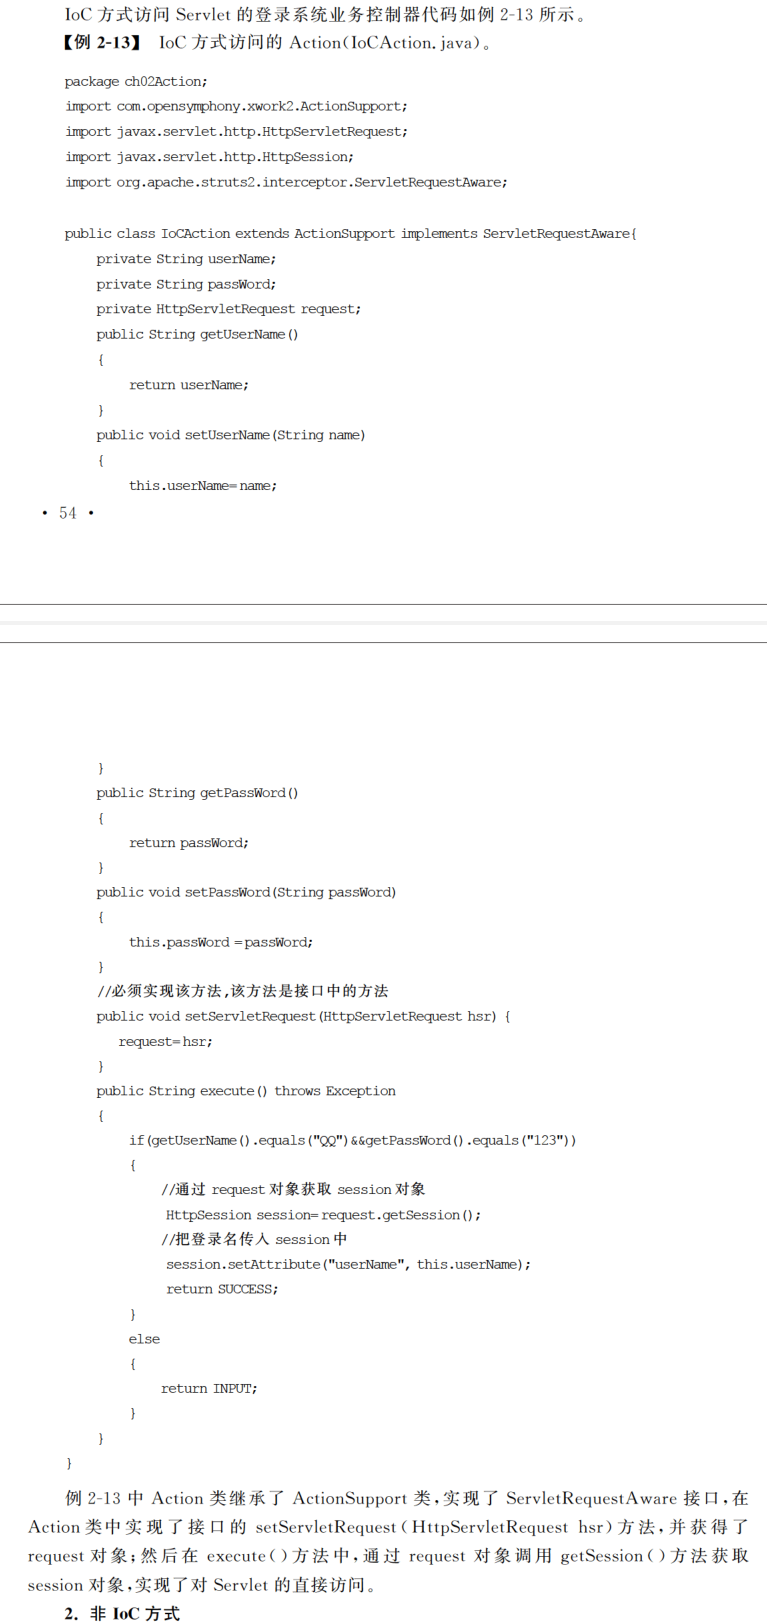 IoC 方式访问 Servlet 的登录系统业务控制器代码如例 2-13 所示。
【例 2-13】 IoC 方式访问的 Action(IoCAction.java)。
package ch02Action;
import com.opensymphony.xwork2.ActionSupport;
import javax.servlet.http.HttpServletRequest;
import javax.servlet.http.HttpSession;
import org.apache.struts2.interceptor.ServletRequestAware;
public class IoCAction extends ActionSupport implements ServletRequestAware{
private String userName;
private String passWord;
private HttpServletRequest request;
public String getUserName()
{
return userName;
}
public void setUserName(String name)
{
this.userName=name;
• 54 •
}
public String getPassWord()
{
return passWord;
}
public void setPassWord(String passWord)
{
this.passWord =passWord;
}
//必须实现该方法,该方法是接口中的方法
public void setServletRequest(HttpServletRequest hsr) {
request=hsr;
}
public String execute() throws Exception
{
if(getUserName().equals("QQ")&&getPassWord().equals("123"))
{
//通过 request 对象获取 session 对象
HttpSession session=request.getSession();
//把登录名传入 session 中
session.setAttribute("userName", this.userName);
return SUCCESS;
}
else
{
return INPUT;
}
}
}
例 2-13 中 Action 类继承了 ActionSupport 类,实现了 ServletRequestAware 接口,在
Action 类中实现了接口的 setServletRequest(HttpServletRequest hsr)方法,并获得了
request 对象;然后在 execute()方法中,通过 request 对象调用 getSession()方法获取
session 对象,实现了对 Servlet 的直接访问。
2. 非 IoC 方式